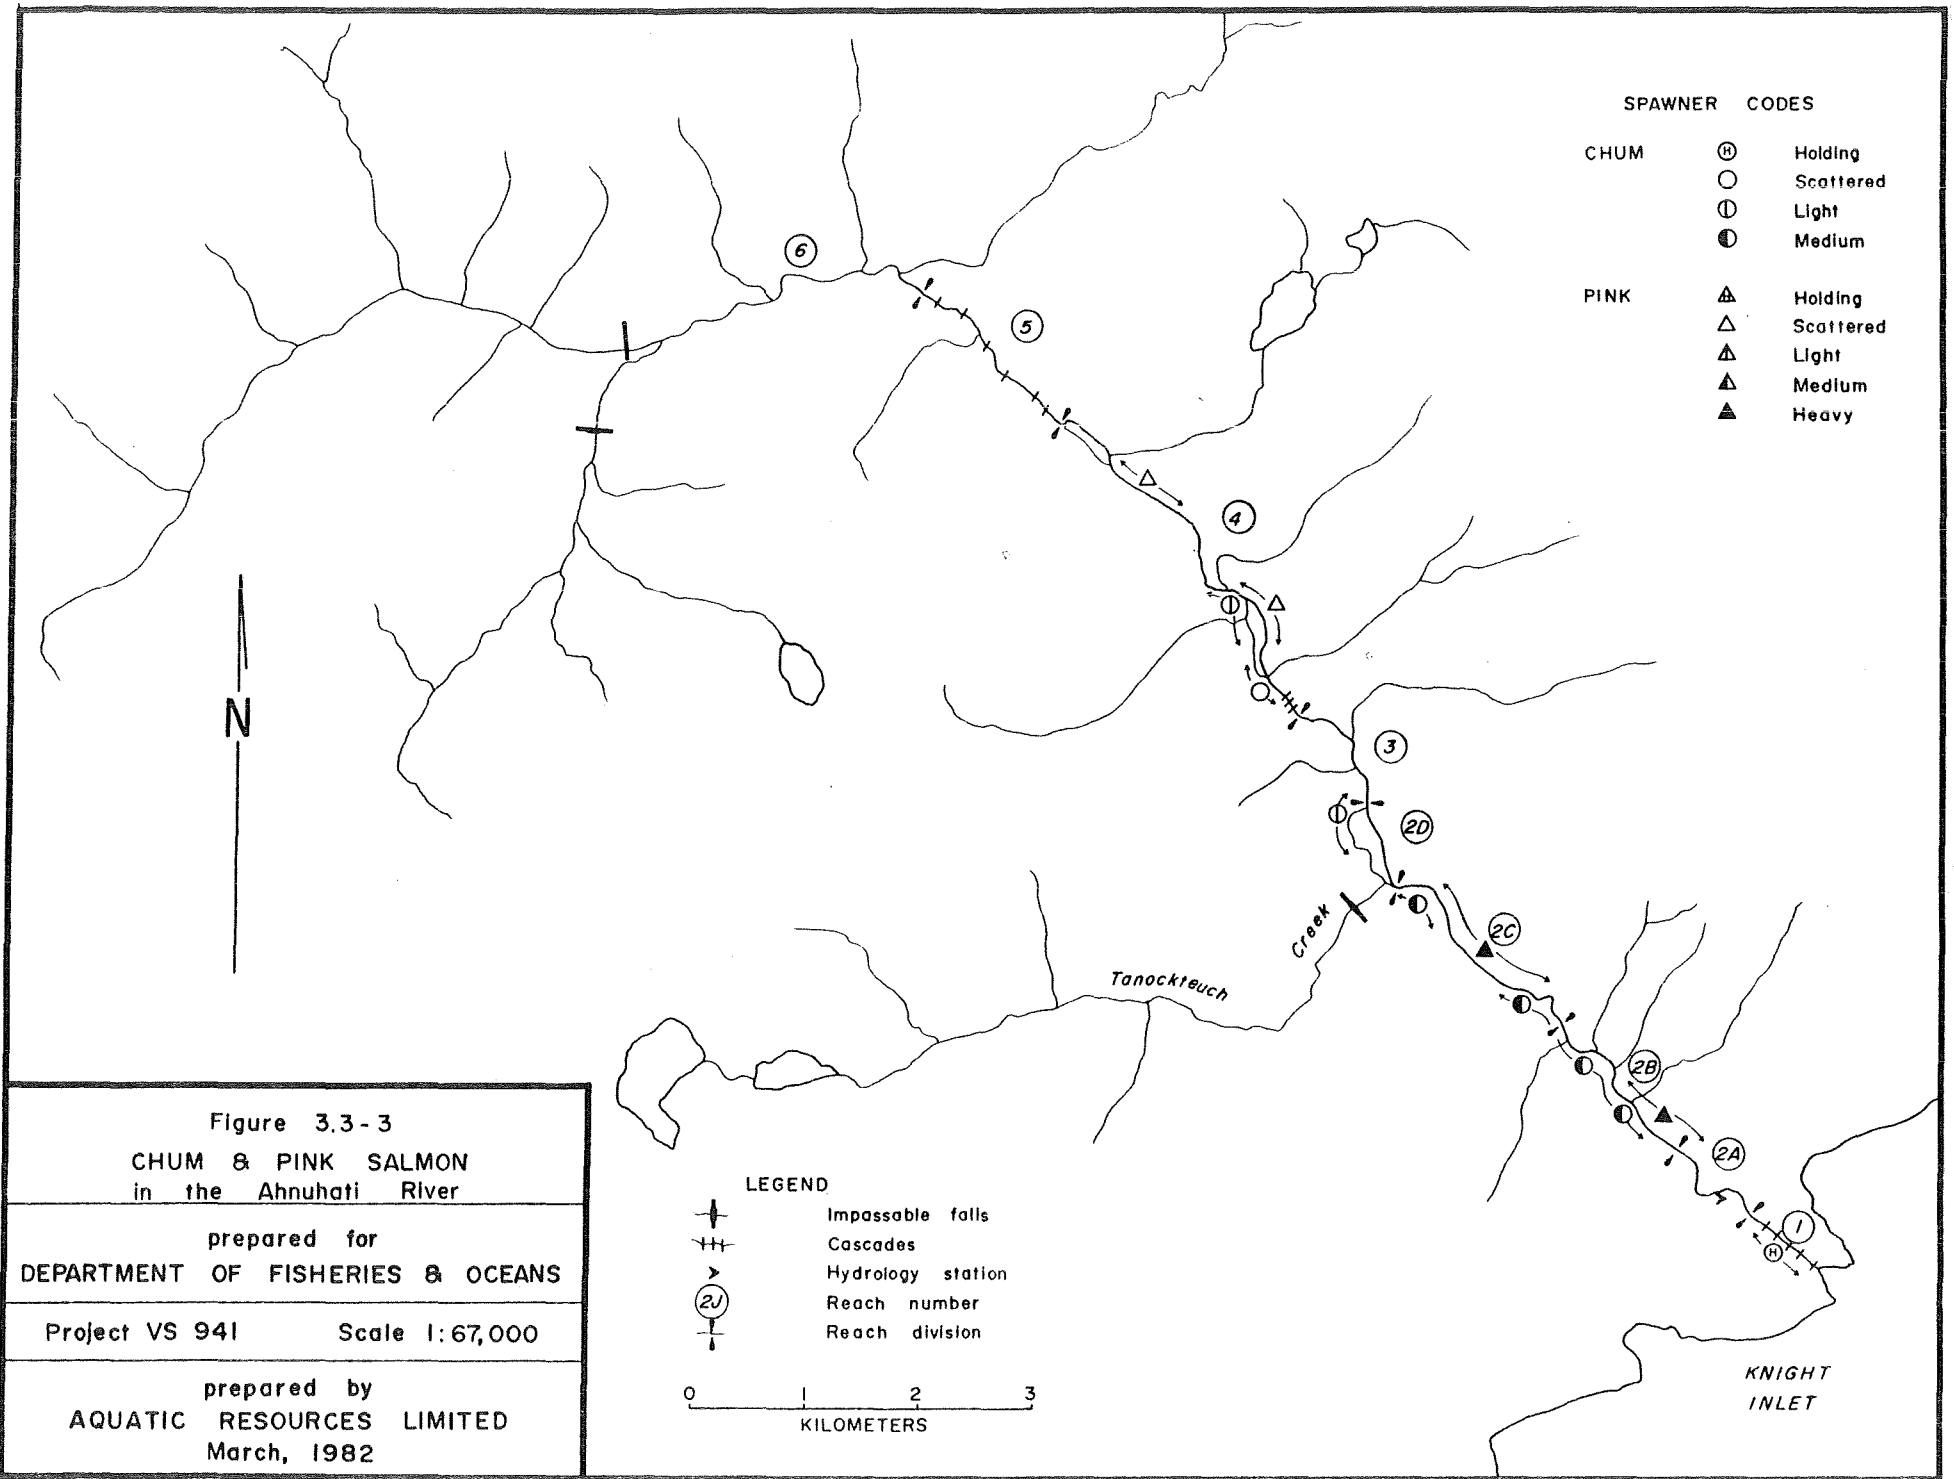 SPAWNER CODES
CHUM
H Holding
Scattered
Light
Medium
PINK
Holding
Scattered
Light
Medium
Heavy
6
5
4
3
2D
2C
2B
2A
1
H
N
Creek
Tanockteuch
KNIGHT
INLET
LEGEND
Impassable falls
Cascades
Hydrology station
2J Reach number
Reach division
0 1 2 3
KILOMETERS
Figure 3.3-3
CHUM & PINK SALMON
in the Ahnuhati River
prepared for
DEPARTMENT OF FISHERIES & OCEANS
Project VS 941 Scale 1:67,000
prepared by
AQUATIC RESOURCES LIMITED
March, 1982